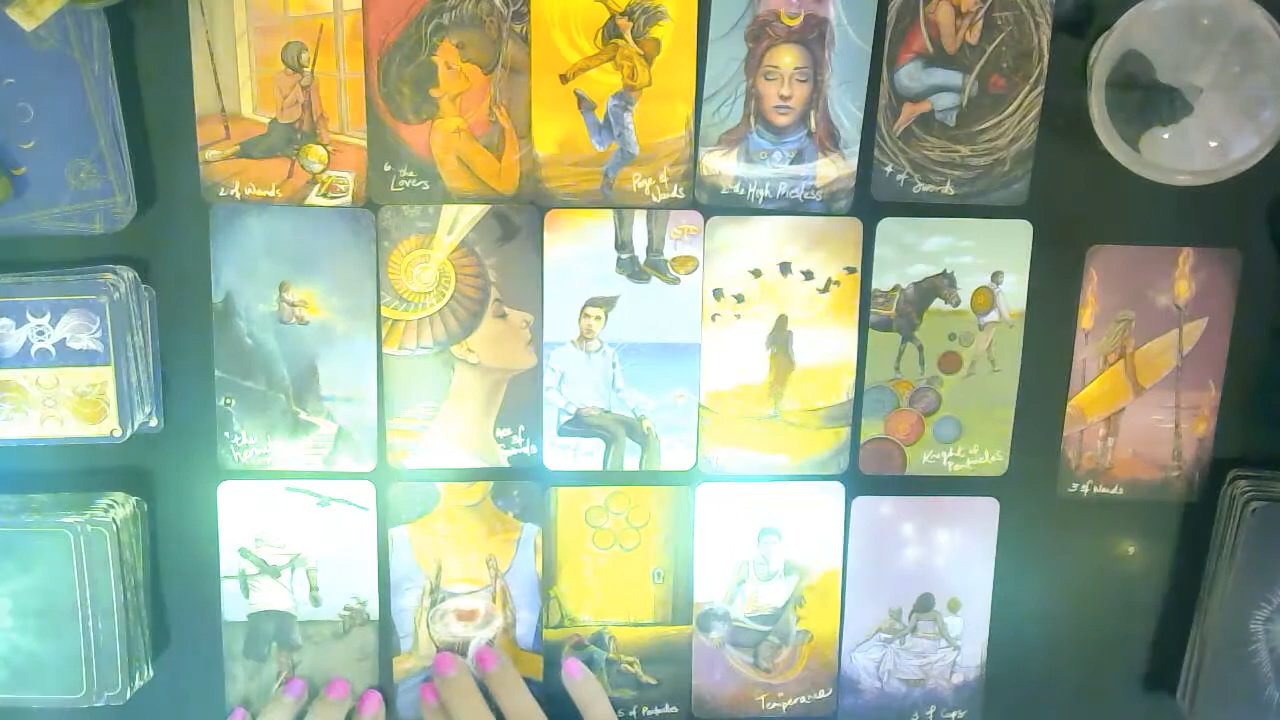 2 of Wands
6. the
Lovers
Page of
Wands
2 the High Priestess
4 of Swords
"the
Knight of
Pentacles
3 of Wands
5 of Pentacles
Temperance
3 of Cups